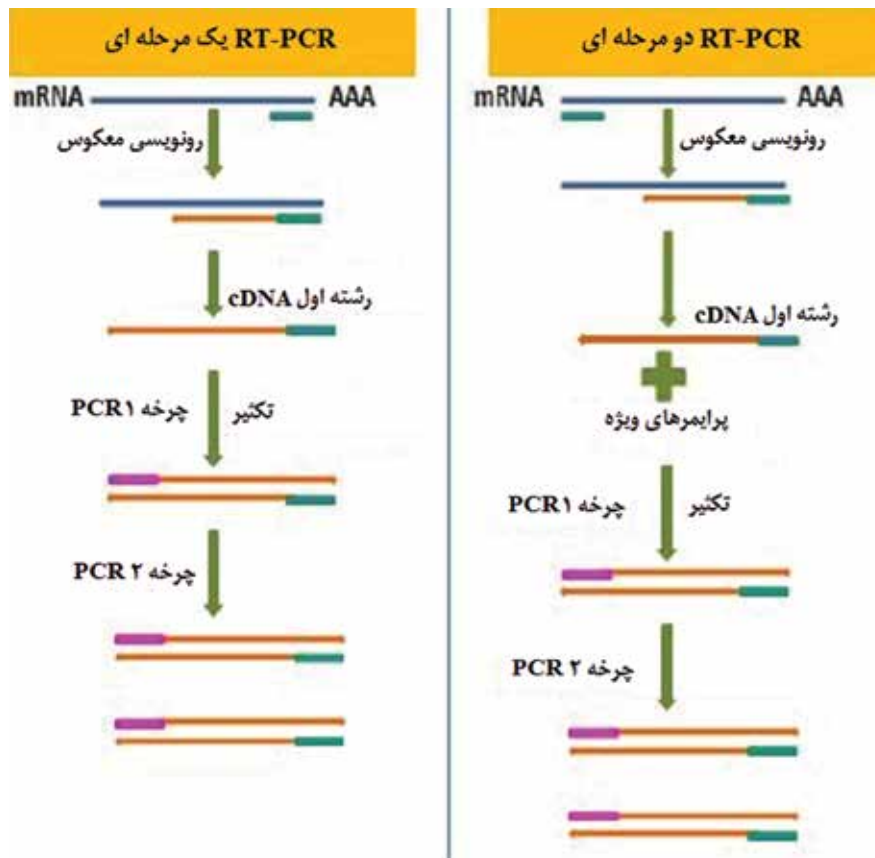 RT-PCR دو مرحله ای
mRNA AAA
رونویسی معکوس
رشته اول cDNA
پرایمرهای ویژه
چرخه PCR۱ تکثیر
چرخه ۲ PCR
RT-PCR یک مرحله ای
mRNA AAA
رونویسی معکوس
رشته اول cDNA
چرخه PCR۱ تکثیر
چرخه ۲ PCR